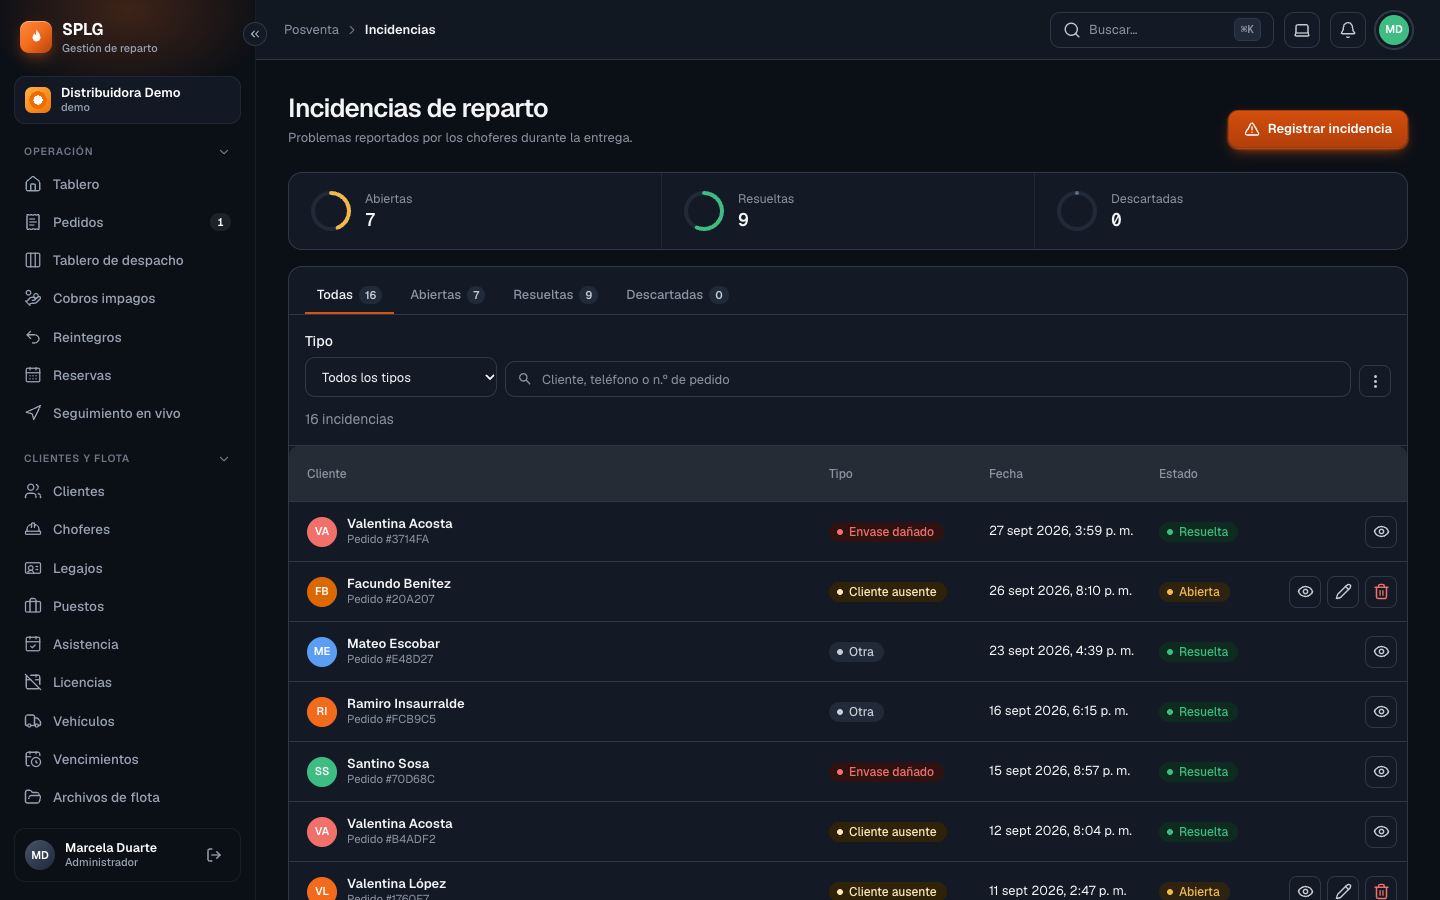 SPLG
Gestión de reparto
Distribuidora Demo
demo
OPERACIÓN
Tablero
Pedidos 1
Tablero de despacho
Cobros impagos
Reintegros
Reservas
Seguimiento en vivo
CLIENTES Y FLOTA
Clientes
Choferes
Legajos
Puestos
Asistencia
Licencias
Vehículos
Vencimientos
Archivos de flota
MD Marcela Duarte
Administrador
Posventa > Incidencias
Buscar... ⌘K
MD
Incidencias de reparto
Problemas reportados por los choferes durante la entrega.
Registrar incidencia
Abiertas
7
Resueltas
9
Descartadas
0
Todas 16 Abiertas 7 Resueltas 9 Descartadas 0
Tipo
Todos los tipos Cliente, teléfono o n.º de pedido
16 incidencias
Cliente Tipo Fecha Estado
VA Valentina Acosta
Pedido #3714FA
Envase dañado 27 sept 2026, 3:59 p. m. Resuelta
FB Facundo Benítez
Pedido #20A207
Cliente ausente 26 sept 2026, 8:10 p. m. Abierta
ME Mateo Escobar
Pedido #E48D27
Otra 23 sept 2026, 4:39 p. m. Resuelta
RI Ramiro Insaurralde
Pedido #FCB9C5
Otra 16 sept 2026, 6:15 p. m. Resuelta
SS Santino Sosa
Pedido #70D68C
Envase dañado 15 sept 2026, 8:57 p. m. Resuelta
VA Valentina Acosta
Pedido #B4ADF2
Cliente ausente 12 sept 2026, 8:04 p. m. Resuelta
VL Valentina López
Pedido #1760F7
Cliente ausente 11 sept 2026, 2:47 p. m. Abierta